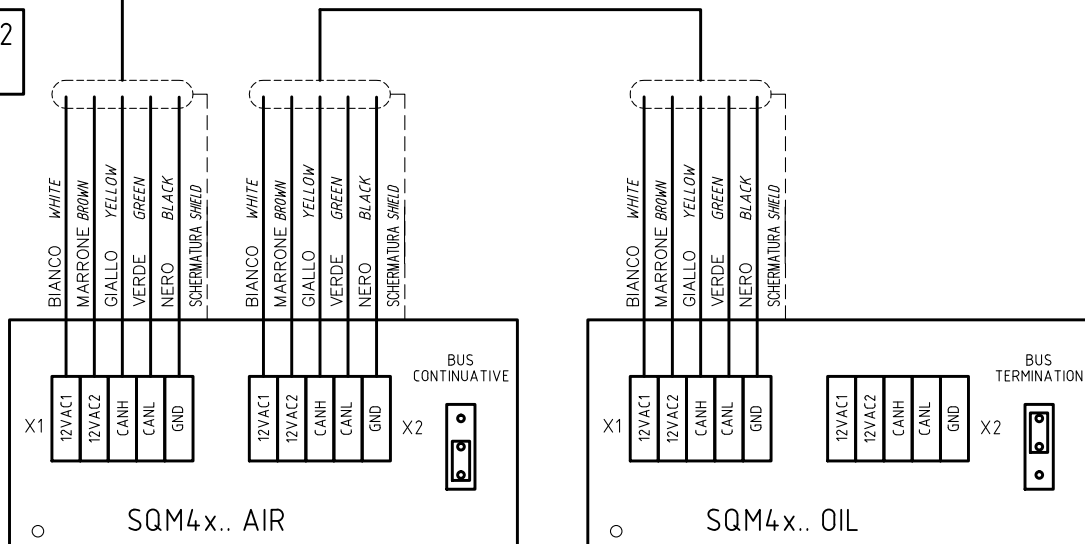 2
BIANCO WHITE
MARRONE BROWN
GIALLO YELLOW
VERDE GREEN
NERO BLACK
SCHERMATURA SHIELD
BIANCO WHITE
MARRONE BROWN
GIALLO YELLOW
VERDE GREEN
NERO BLACK
SCHERMATURA SHIELD
BIANCO WHITE
MARRONE BROWN
GIALLO YELLOW
VERDE GREEN
NERO BLACK
SCHERMATURA SHIELD
X1
12VAC1
12VAC2
CANH
CANL
GND
12VAC1
12VAC2
CANH
CANL
GND
X2
BUS
CONTINUATIVE
SQM4x.. AIR
X1
12VAC1
12VAC2
CANH
CANL
GND
12VAC1
12VAC2
CANH
CANL
GND
X2
BUS
TERMINATION
SQM4x.. OIL